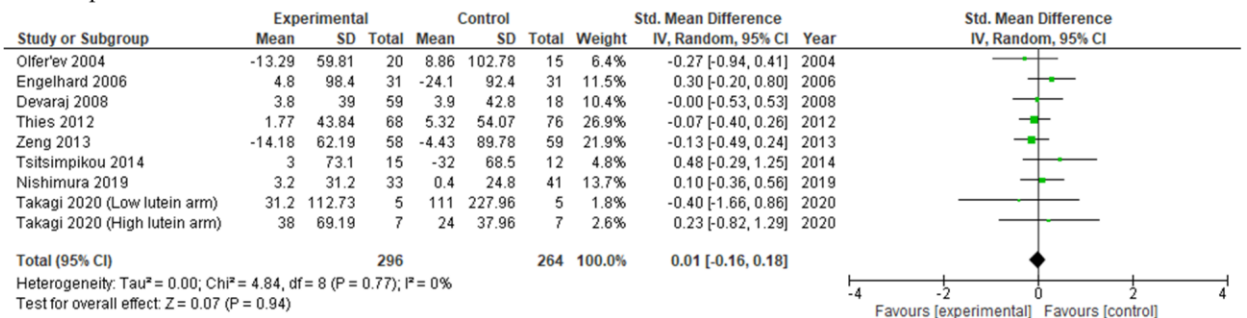 Experimental Control Std. Mean Difference Std. Mean Difference
Study or Subgroup Mean SD Total Mean SD Total Weight IV, Random, 95% CI Year IV, Random, 95% CI
Olfer'ev 2004 -13.29 59.81 20 8.86 102.78 15 6.4% -0.27 [-0.94, 0.41] 2004
Engelhard 2006 4.8 98.4 31 -24.1 92.4 31 11.5% 0.30 [-0.20, 0.80] 2006
Devaraj 2008 3.8 39 59 3.9 42.8 18 10.4% -0.00 [-0.53, 0.53] 2008
Thies 2012 1.77 43.84 68 5.32 54.07 76 26.9% -0.07 [-0.40, 0.26] 2012
Zeng 2013 -14.18 62.19 58 -4.43 89.78 59 21.9% -0.13 [-0.49, 0.24] 2013
Tsitsimpikou 2014 3 73.1 15 -32 68.5 12 4.8% 0.48 [-0.29, 1.25] 2014
Nishimura 2019 3.2 31.2 33 0.4 24.8 41 13.7% 0.10 [-0.36, 0.56] 2019
Takagi 2020 (Low lutein arm) 31.2 112.73 5 111 227.96 5 1.8% -0.40 [-1.66, 0.86] 2020
Takagi 2020 (High lutein arm) 38 69.19 7 24 37.96 7 2.6% 0.23 [-0.82, 1.29] 2020
Total (95% CI) 296 264 100.0% 0.01 [-0.16, 0.18]
Heterogeneity: Tau² = 0.00; Chi² = 4.84, df = 8 (P = 0.77); I² = 0%
Test for overall effect: Z = 0.07 (P = 0.94)
-4 -2 0 2 4
Favours [experimental] Favours [control]